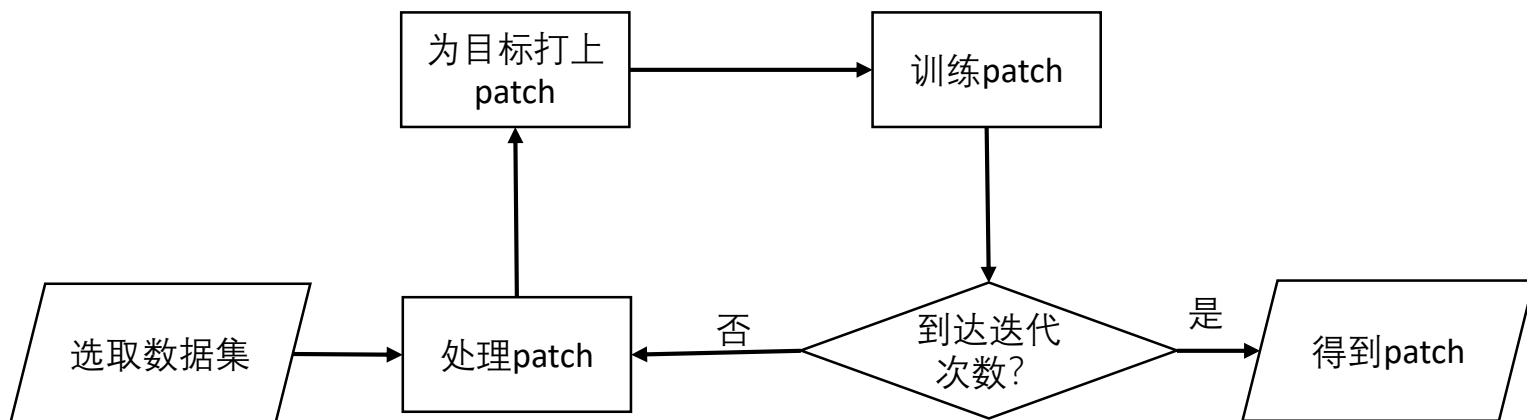 为目标打上
patch
训练patch
选取数据集
处理patch
否
到达迭代
次数？
是
得到patch